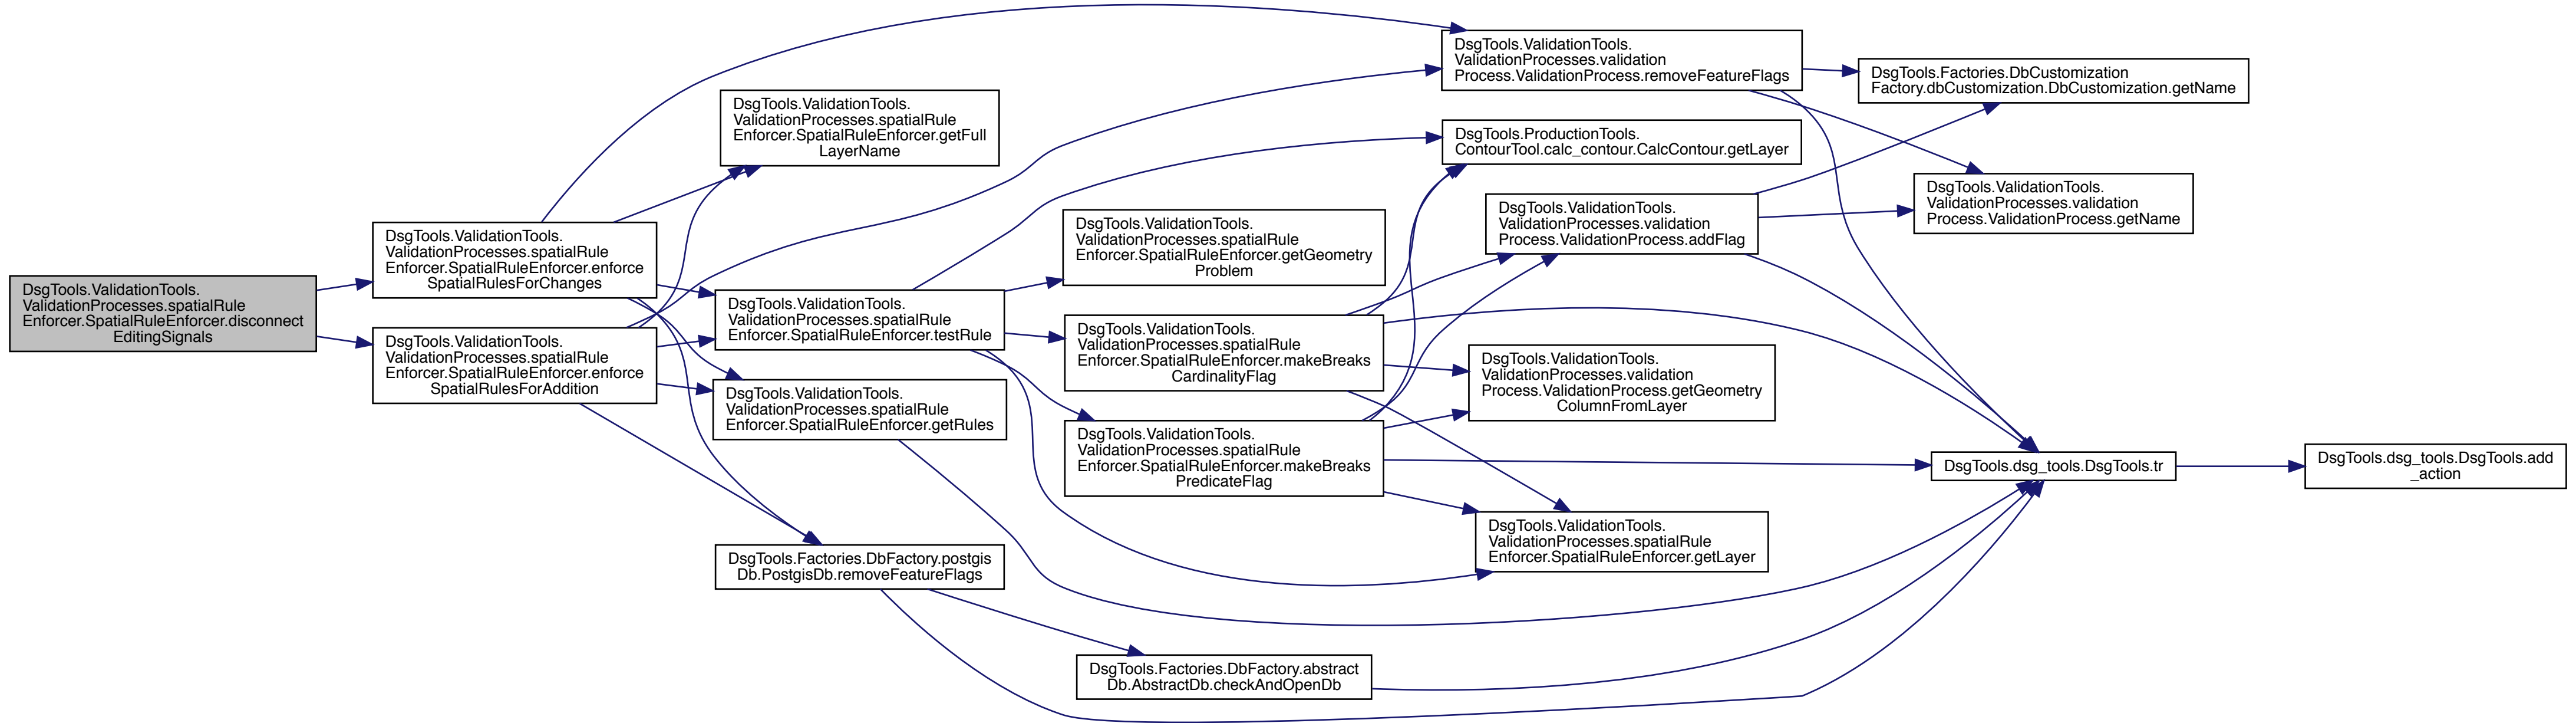 DsgTools.ValidationTools.
ValidationProcesses.spatialRule
Enforcer.SpatialRuleEnforcer.disconnect
EditingSignals
DsgTools.ValidationTools.
ValidationProcesses.spatialRule
Enforcer.SpatialRuleEnforcer.enforce
SpatialRulesForChanges
DsgTools.ValidationTools.
ValidationProcesses.spatialRule
Enforcer.SpatialRuleEnforcer.enforce
SpatialRulesForAddition
DsgTools.ValidationTools.
ValidationProcesses.spatialRule
Enforcer.SpatialRuleEnforcer.getFull
LayerName
DsgTools.ValidationTools.
ValidationProcesses.spatialRule
Enforcer.SpatialRuleEnforcer.testRule
DsgTools.ValidationTools.
ValidationProcesses.spatialRule
Enforcer.SpatialRuleEnforcer.getRules
DsgTools.Factories.DbFactory.postgis
Db.PostgisDb.removeFeatureFlags
DsgTools.ValidationTools.
ValidationProcesses.spatialRule
Enforcer.SpatialRuleEnforcer.getGeometry
Problem
DsgTools.ValidationTools.
ValidationProcesses.spatialRule
Enforcer.SpatialRuleEnforcer.makeBreaks
CardinalityFlag
DsgTools.ValidationTools.
ValidationProcesses.spatialRule
Enforcer.SpatialRuleEnforcer.makeBreaks
PredicateFlag
DsgTools.Factories.DbFactory.abstract
Db.AbstractDb.checkAndOpenDb
DsgTools.ValidationTools.
ValidationProcesses.validation
Process.ValidationProcess.removeFeatureFlags
DsgTools.ProductionTools.
ContourTool.calc_contour.CalcContour.getLayer
DsgTools.ValidationTools.
ValidationProcesses.validation
Process.ValidationProcess.addFlag
DsgTools.ValidationTools.
ValidationProcesses.validation
Process.ValidationProcess.getGeometry
ColumnFromLayer
DsgTools.ValidationTools.
ValidationProcesses.spatialRule
Enforcer.SpatialRuleEnforcer.getLayer
DsgTools.Factories.DbCustomization
Factory.dbCustomization.DbCustomization.getName
DsgTools.ValidationTools.
ValidationProcesses.validation
Process.ValidationProcess.getName
DsgTools.dsg_tools.DsgTools.tr
DsgTools.dsg_tools.DsgTools.add
_action